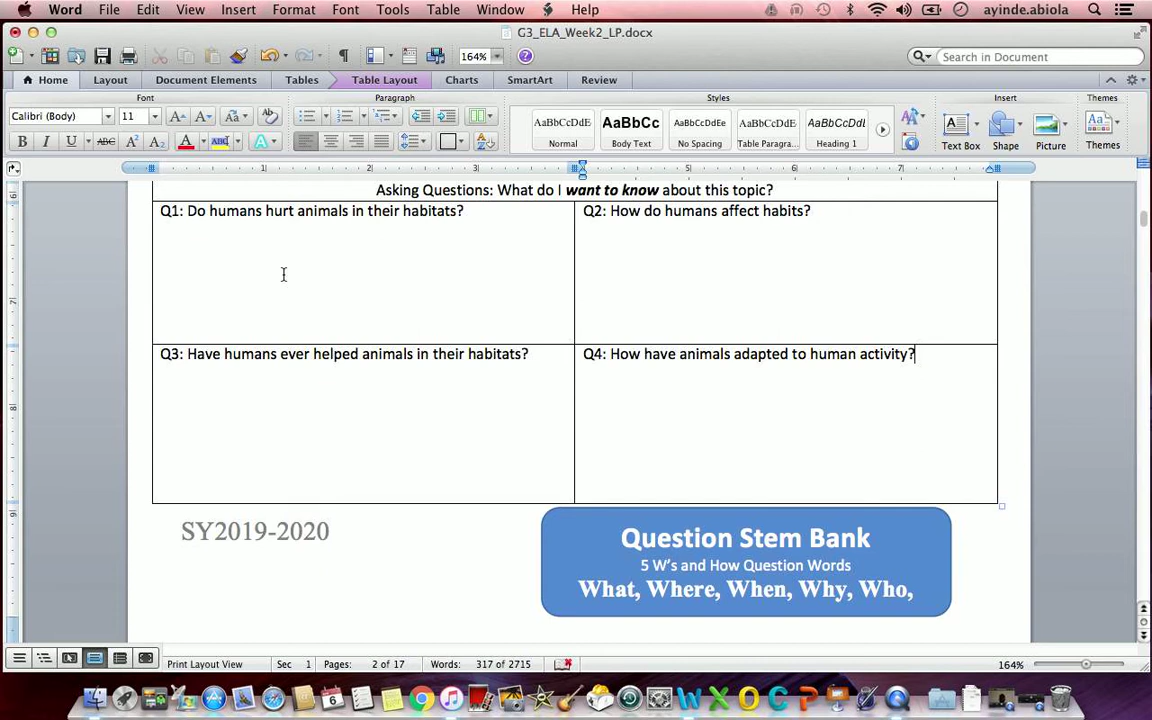 Word File Edit View Insert Format Font Tools Table Window Help ayinde.abiola
G3_ELA_Week2_LP.docx
164% Search in Document
Home Layout Document Elements Tables Table Layout Charts SmartArt Review
Font Paragraph Styles Insert Themes
Calibri (Body) 11
AaBbCcDdE AaBbCc AaBbCcDdEe AaBbCcDdE AaBbCcDdI
Normal Body Text No Spacing Table Paragra... Heading 1 Text Box Shape Picture Themes
Asking Questions: What do I want to know about this topic?
Q1: Do humans hurt animals in their habitats?
Q2: How do humans affect habits?
Q3: Have humans ever helped animals in their habitats?
Q4: How have animals adapted to human activity?
SY2019-2020
Question Stem Bank
5 W's and How Question Words
What, Where, When, Why, Who,
Print Layout View Sec 1 Pages: 2 of 17 Words: 317 of 2715 164%